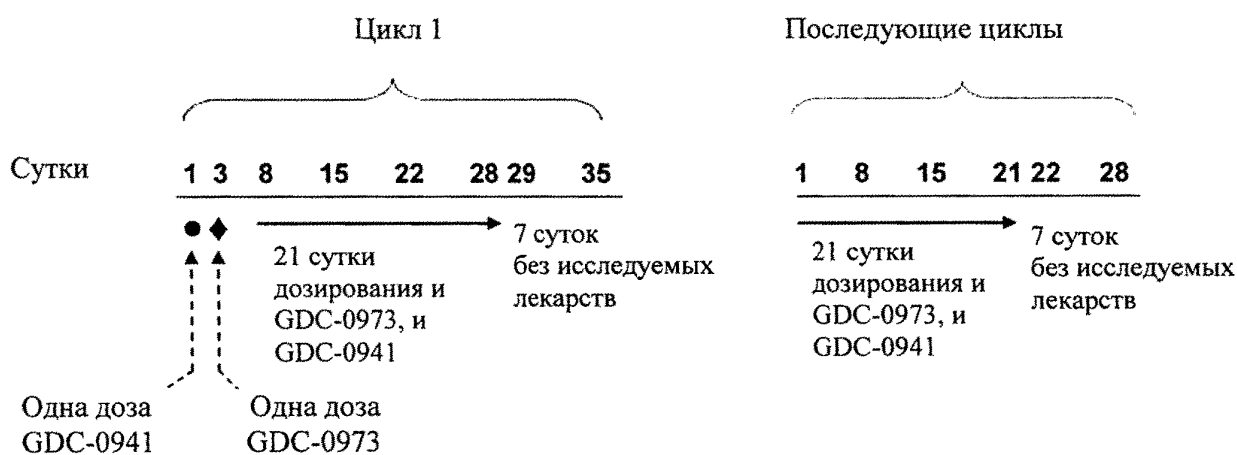 Цикл 1
Последующие циклы
Сутки 1 3 8 15 22 28 29 35
1 8 15 21 22 28
21 сутки
дозирования и
GDC-0973, и
GDC-0941
7 суток
без исследуемых
лекарств
21 сутки
дозирования и
GDC-0973, и
GDC-0941
7 суток
без исследуемых
лекарств
Одна доза
GDC-0941
Одна доза
GDC-0973